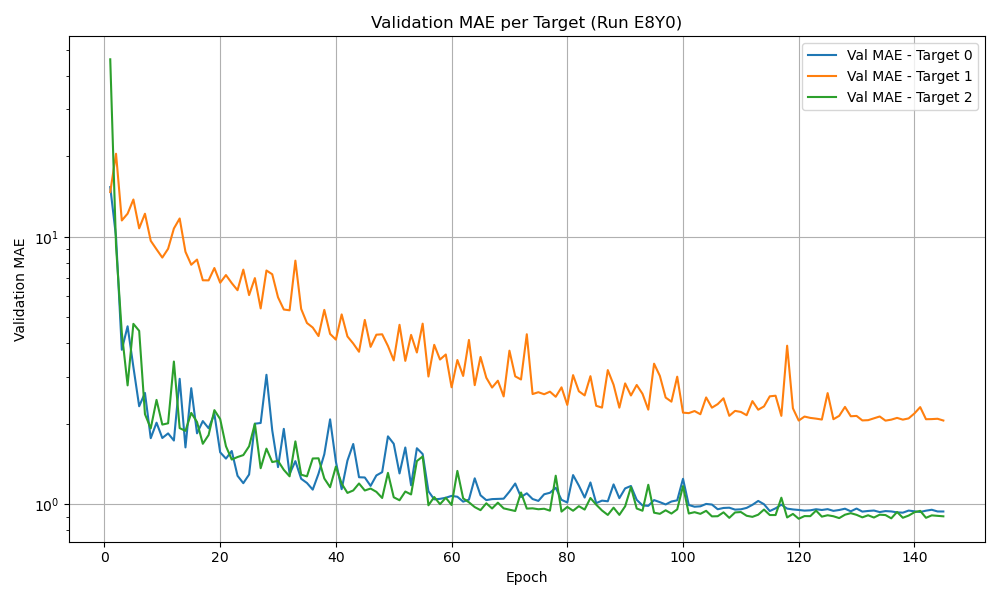 Validation MAE per Target (Run E8Y0)
Val MAE - Target 0
Val MAE - Target 1
Val MAE - Target 2
Validation MAE
10¹
10⁰
0 20 40 60 80 100 120 140
Epoch